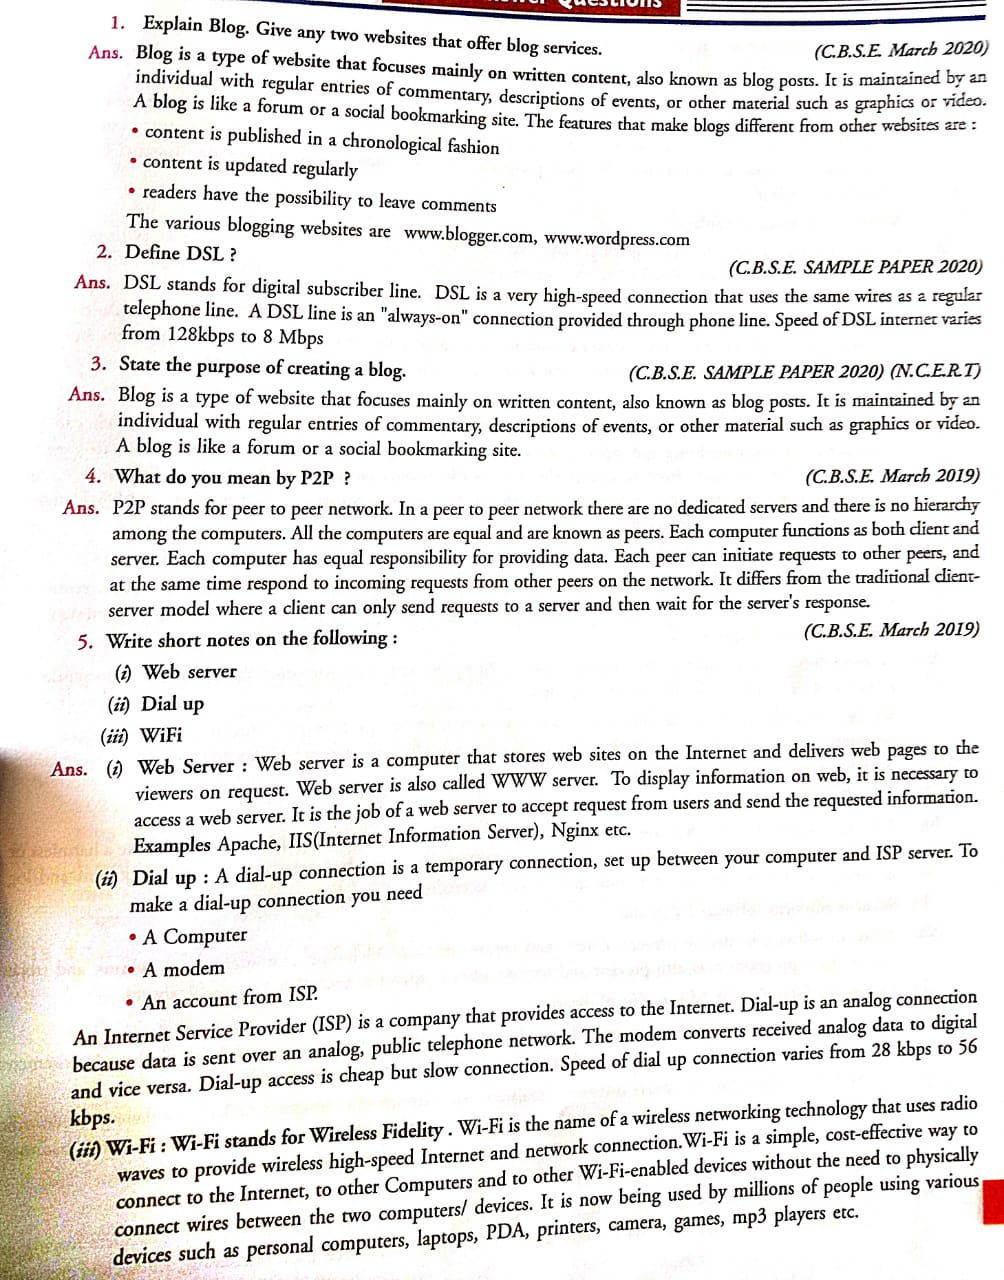 Questions
1. Explain Blog. Give any two websites that offer blog services.
(C.B.S.E. March 2020)
Ans. Blog is a type of website that focuses mainly on written content, also known as blog posts. It is maintained by an
individual with regular entries of commentary, descriptions of events, or other material such as graphics or video.
A blog is like a forum or a social bookmarking site. The features that make blogs different from other websites are :
• content is published in a chronological fashion
• content is updated regularly
• readers have the possibility to leave comments
The various blogging websites are www.blogger.com, www.wordpress.com
2. Define DSL ?
(C.B.S.E. SAMPLE PAPER 2020)
Ans. DSL stands for digital subscriber line. DSL is a very high-speed connection that uses the same wires as a regular
telephone line. A DSL line is an "always-on" connection provided through phone line. Speed of DSL internet varies
from 128kbps to 8 Mbps
3. State the purpose of creating a blog.
(C.B.S.E. SAMPLE PAPER 2020) (N.C.E.R.T)
Ans. Blog is a type of website that focuses mainly on written content, also known as blog posts. It is maintained by an
individual with regular entries of commentary, descriptions of events, or other material such as graphics or video.
A blog is like a forum or a social bookmarking site.
4. What do you mean by P2P ?
(C.B.S.E. March 2019)
Ans. P2P stands for peer to peer network. In a peer to peer network there are no dedicated servers and there is no hierarchy
among the computers. All the computers are equal and are known as peers. Each computer functions as both client and
server. Each computer has equal responsibility for providing data. Each peer can initiate requests to other peers, and
at the same time respond to incoming requests from other peers on the network. It differs from the traditional client-
server model where a client can only send requests to a server and then wait for the server's response.
5. Write short notes on the following :
(C.B.S.E. March 2019)
(i) Web server
(ii) Dial up
(iii) WiFi
Ans. (i) Web Server : Web server is a computer that stores web sites on the Internet and delivers web pages to the
viewers on request. Web server is also called WWW server. To display information on web, it is necessary to
access a web server. It is the job of a web server to accept request from users and send the requested information.
Examples Apache, IIS(Internet Information Server), Nginx etc.
(ii) Dial up : A dial-up connection is a temporary connection, set up between your computer and ISP server. To
make a dial-up connection you need
• A Computer
• A modem
• An account from ISP.
An Internet Service Provider (ISP) is a company that provides access to the Internet. Dial-up is an analog connection
because data is sent over an analog, public telephone network. The modem converts received analog data to digital
and vice versa. Dial-up access is cheap but slow connection. Speed of dial up connection varies from 28 kbps to 56
kbps.
(iii) Wi-Fi : Wi-Fi stands for Wireless Fidelity . Wi-Fi is the name of a wireless networking technology that uses radio
waves to provide wireless high-speed Internet and network connection.Wi-Fi is a simple, cost-effective way to
connect to the Internet, to other Computers and to other Wi-Fi-enabled devices without the need to physically
connect wires between the two computers/ devices. It is now being used by millions of people using various
devices such as personal computers, laptops, PDA, printers, camera, games, mp3 players etc.